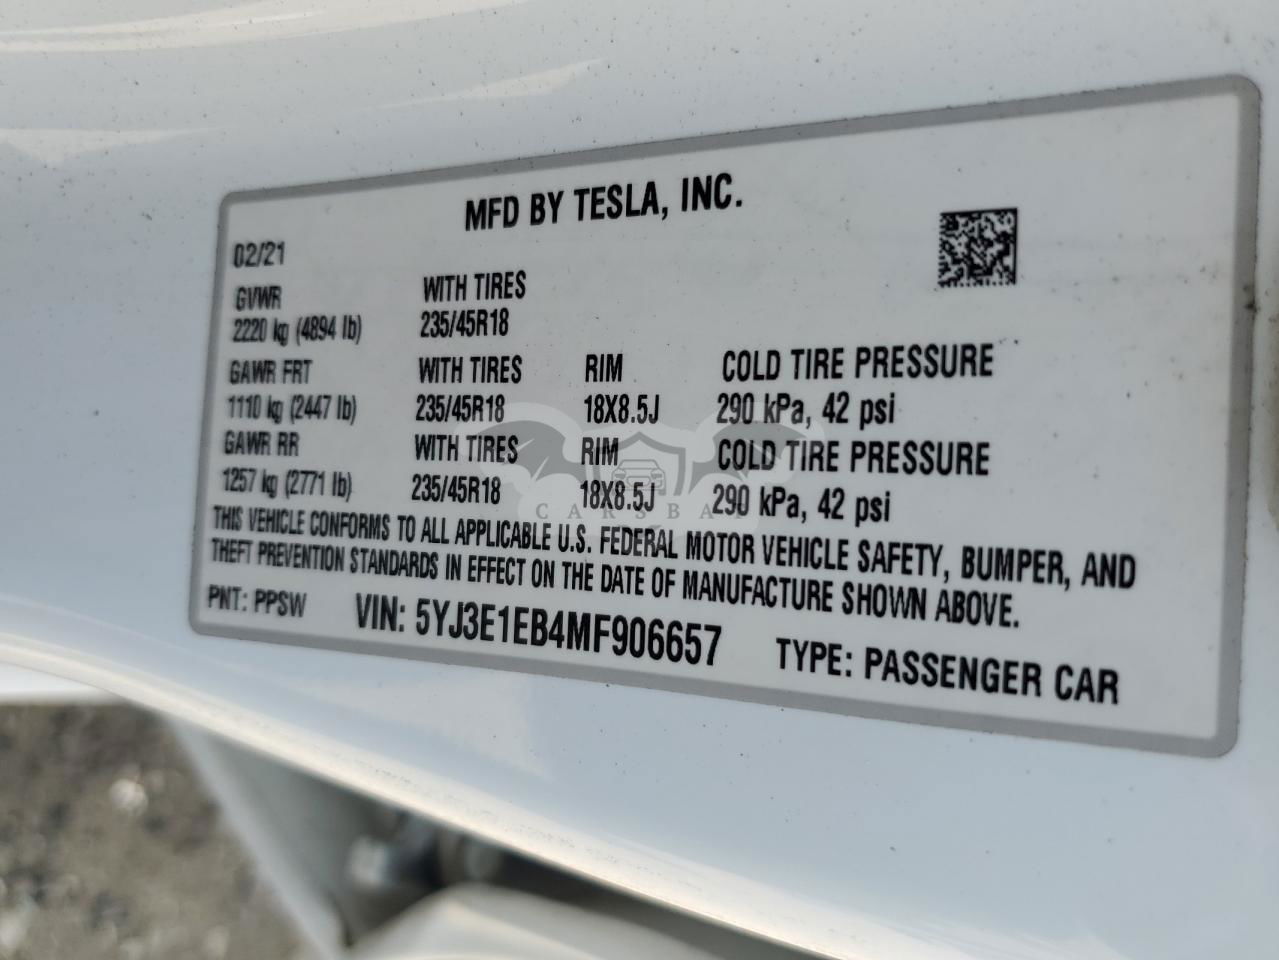 MFD BY TESLA, INC.
02/21
GVWR WITH TIRES
2220 kg (4894 lb) 235/45R18
GAWR FRT WITH TIRES RIM COLD TIRE PRESSURE
1110 kg (2447 lb) 235/45R18 18X8.5J 290 kPa, 42 psi
GAWR RR WITH TIRES RIM COLD TIRE PRESSURE
1257 kg (2771 lb) 235/45R18 18X8.5J 290 kPa, 42 psi
CARSBAT
THIS VEHICLE CONFORMS TO ALL APPLICABLE U.S. FEDERAL MOTOR VEHICLE SAFETY, BUMPER, AND
THEFT PREVENTION STANDARDS IN EFFECT ON THE DATE OF MANUFACTURE SHOWN ABOVE.
PNT: PPSW VIN: 5YJ3E1EB4MF906657 TYPE: PASSENGER CAR